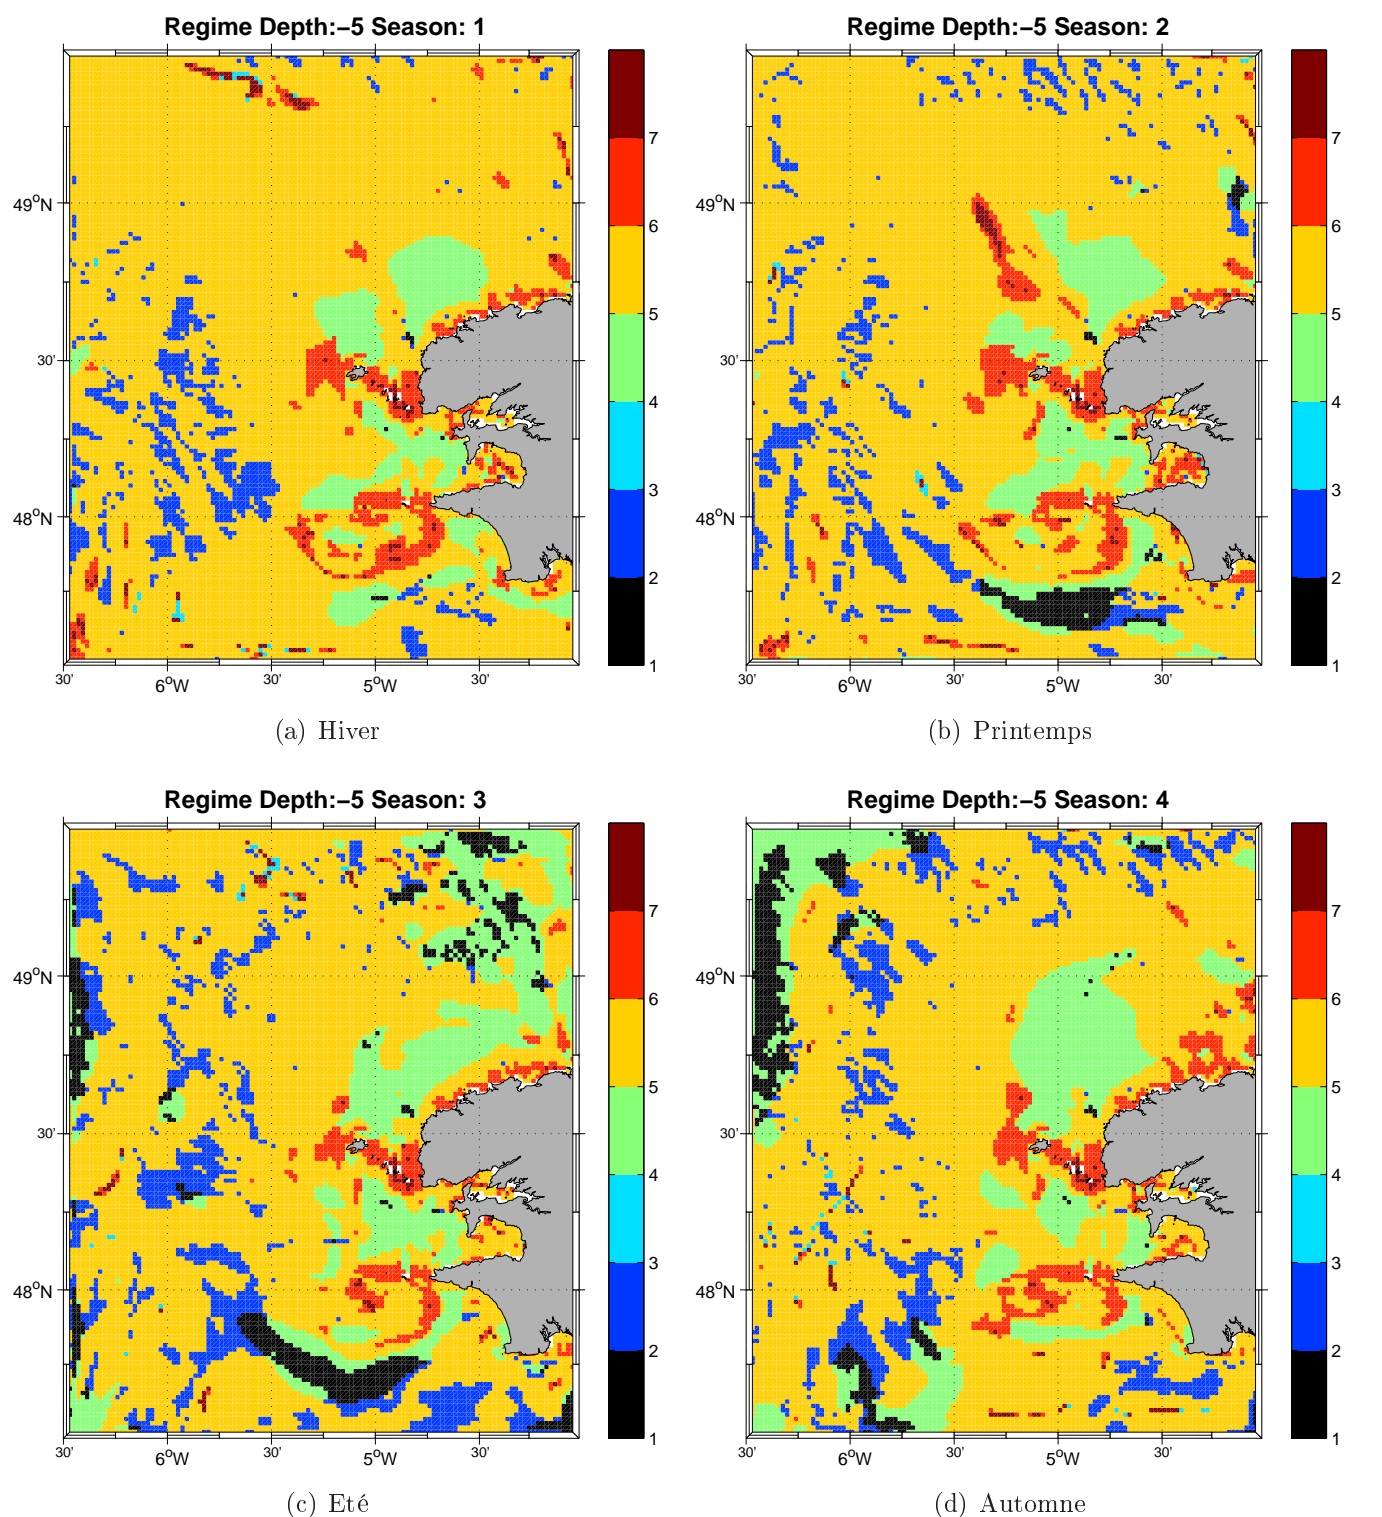 Regime Depth:−5 Season: 1
7
6
5
4
3
2
1
49°N
30'
48°N
30'
6°W
30'
5°W
30'
(a) Hiver
Regime Depth:−5 Season: 2
7
6
5
4
3
2
1
49°N
30'
48°N
30'
6°W
30'
5°W
30'
(b) Printemps
Regime Depth:−5 Season: 3
7
6
5
4
3
2
1
49°N
30'
48°N
30'
6°W
30'
5°W
30'
(c) Eté
Regime Depth:−5 Season: 4
7
6
5
4
3
2
1
49°N
30'
48°N
30'
6°W
30'
5°W
30'
(d) Automne